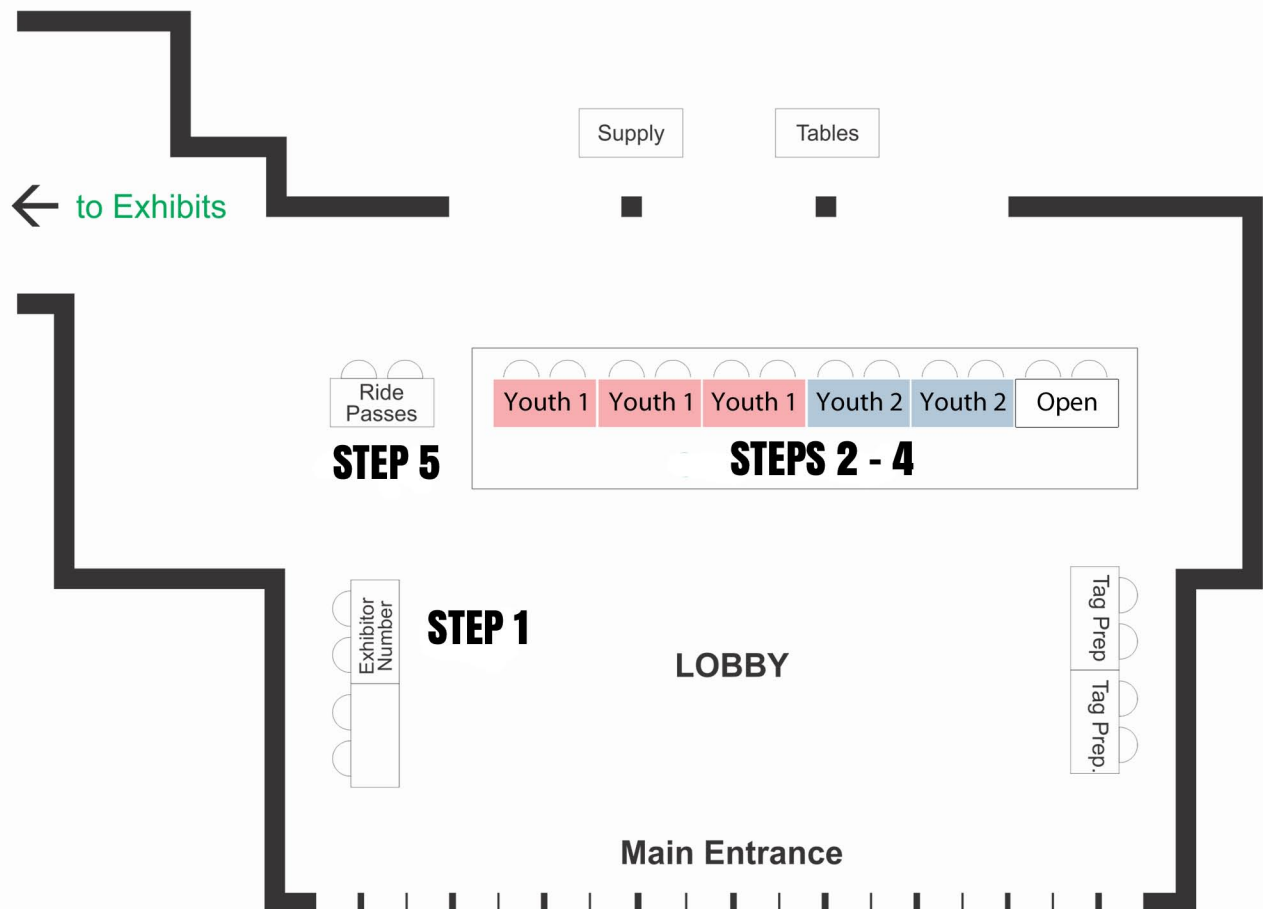 Supply
Tables
to Exhibits
Ride
Passes
Youth 1
Youth 1
Youth 1
Youth 2
Youth 2
Open
STEP 5
STEPS 2 - 4
Exhibitor
Number
STEP 1
LOBBY
Tag Prep
Tag Prep.
Main Entrance